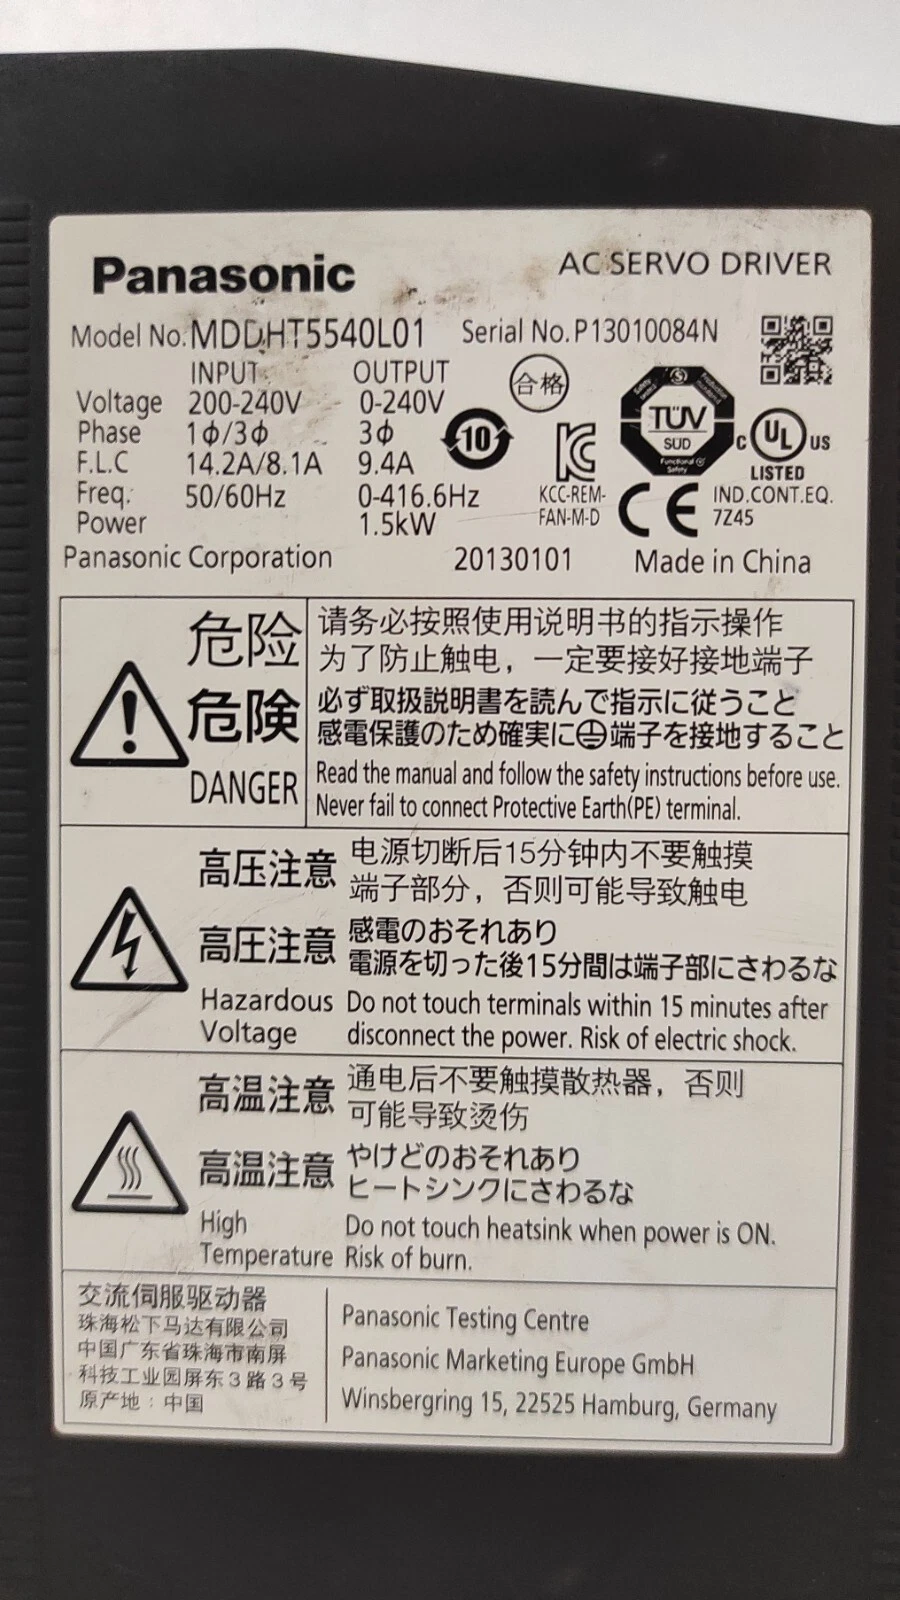 Panasonic
AC SERVO DRIVER
Model No. MDDHT5540L01 Serial No. P13010084N
INPUT OUTPUT
Voltage 200-240V 0-240V
Phase 1ϕ/3ϕ 3ϕ
F.L.C 14.2A/8.1A 9.4A
Freq. 50/60Hz 0-416.6Hz
Power 1.5kW
合格
10
KCC-REM-
FAN-M-D
TÜV
SÜD
Functional
Safety
CE
C UL US
LISTED
IND.CONT.EQ.
7Z45
Panasonic Corporation 20130101 Made in China
危险
请务必按照使用说明书的指示操作
为了防止触电，一定要接好接地端子
危険
必ず取扱説明書を読んで指示に従うこと
感電保護のため確実に⏚端子を接地すること
DANGER
Read the manual and follow the safety instructions before use.
Never fail to connect Protective Earth(PE) terminal.
高压注意
电源切断后15分钟内不要触摸
端子部分，否则可能导致触电
高圧注意
感電のおそれあり
電源を切った後15分間は端子部にさわるな
Hazardous
Voltage
Do not touch terminals within 15 minutes after
disconnect the power. Risk of electric shock.
高温注意
通电后不要触摸散热器，否则
可能导致烫伤
高温注意
やけどのおそれあり
ヒートシンクにさわるな
High
Temperature
Do not touch heatsink when power is ON.
Risk of burn.
交流伺服驱动器
珠海松下马达有限公司
中国广东省珠海市南屏
科技工业园屏东3路3号
原产地：中国
Panasonic Testing Centre
Panasonic Marketing Europe GmbH
Winsbergring 15, 22525 Hamburg, Germany